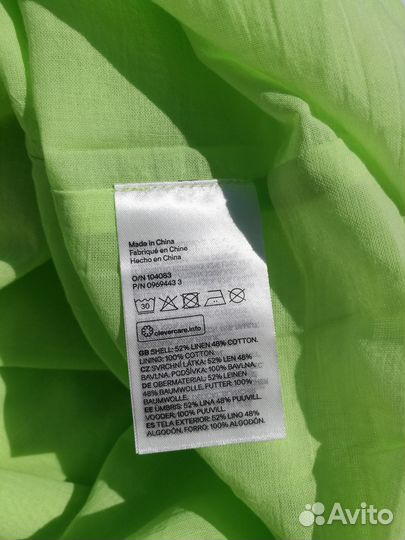 Made in China
Fabriqué en Chine
Hecho en China
O/N 104083
P/N 0969443 3
30
clevercare.info
GB SHELL: 52% LINEN 48% COTTON.
LINING: 100% COTTON.
CZ SVRCHNÍ LÁTKA: 52% LEN 48%
BAVLNA, PODŠÍVKA: 100% BAVLNA.
DE OBERMATERIAL: 52% LEINEN,
48% BAUMWOLLE, FUTTER: 100%
BAUMWOLLE.
EE ÜMBRIS: 52% LINA 48% PUUVILL.
VOODER: 100% PUUVILL.
ES TELA EXTERIOR: 52% LINO 48%
ALGODÓN, FORRO: 100% ALGODÓN.
Avito